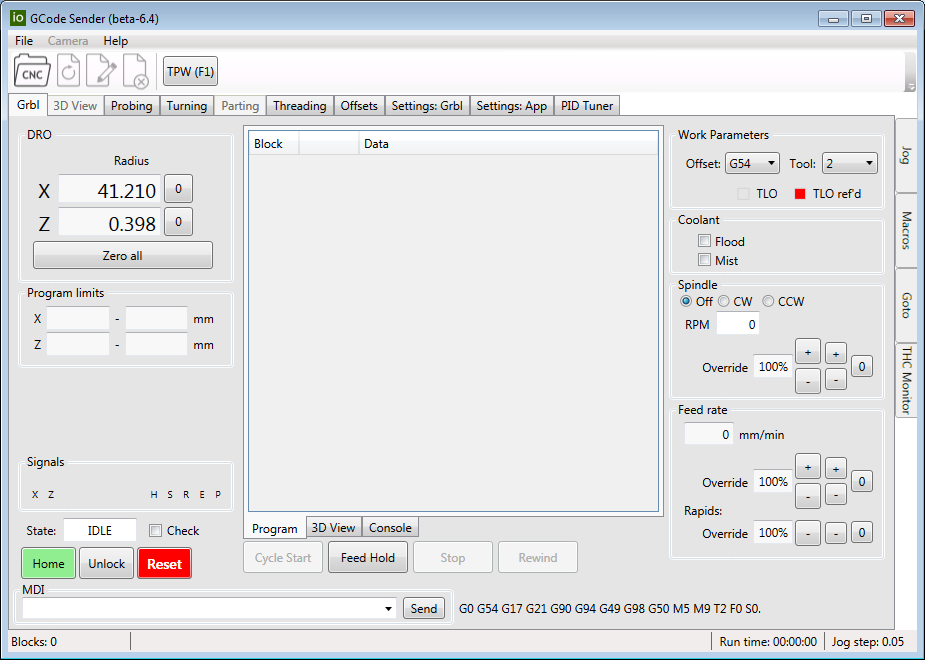 io GCode Sender (beta-6.4)
File Camera Help
CNC TPW (F1)
Grbl 3D View Probing Turning Parting Threading Offsets Settings: Grbl Settings: App PID Tuner
DRO
Radius
X 41.210 0
Z 0.398 0
Zero all
Program limits
X - mm
Z - mm
Signals
X Z H S R E P
State: IDLE Check
Home Unlock Reset
Block Data
Program 3D View Console
Cycle Start Feed Hold Stop Rewind
MDI
Send G0 G54 G17 G21 G90 G94 G49 G98 G50 M5 M9 T2 F0 S0.
Work Parameters
Offset: G54 Tool: 2
TLO TLO ref'd
Coolant
Flood
Mist
Spindle
Off CW CCW
RPM 0
+ +
Override 100% 0
- -
Feed rate
0 mm/min
+ +
Override 100% 0
- -
Rapids:
Override 100% - - 0
Jog
Macros
Goto
THC Monitor
Blocks: 0 Run time: 00:00:00 Jog step: 0.05